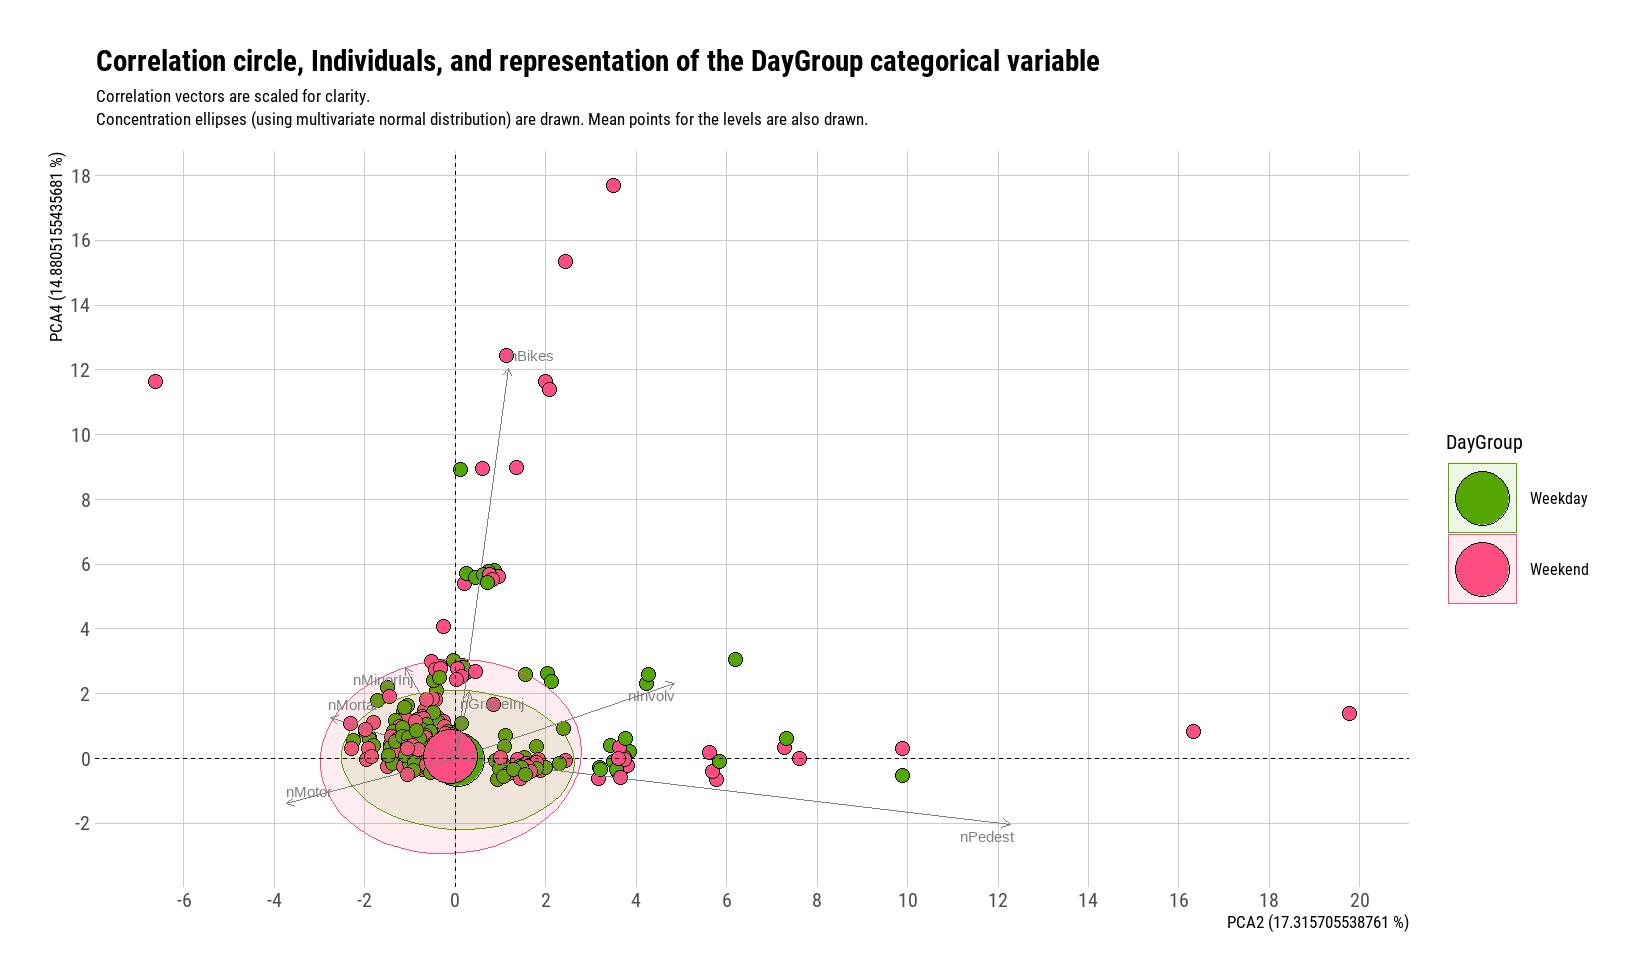 Correlation circle, Individuals, and representation of the DayGroup categorical variable
Correlation vectors are scaled for clarity.
Concentration ellipses (using multivariate normal distribution) are drawn. Mean points for the levels are also drawn.
PCA4 (14.8805155435681 %)
18
16
14
12
10
8
6
4
2
0
-2
nBikes
nMinorInj
nMortal
nInvolv
nMotor
nPedest
-6
-4
-2
0
2
4
6
8
10
12
14
16
18
20
PCA2 (17.315705538761 %)
DayGroup
Weekday
Weekend